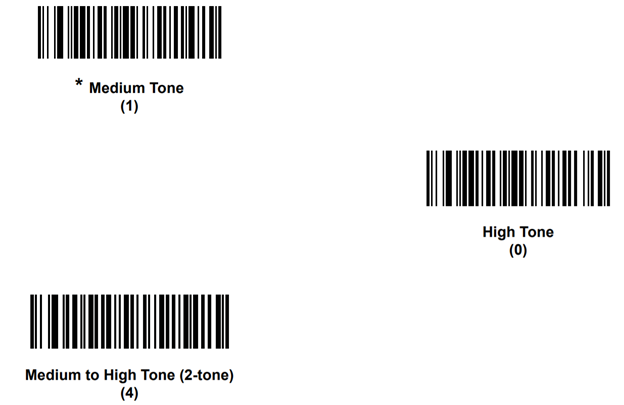 * Medium Tone
(1)
High Tone
(0)
Medium to High Tone (2-tone)
(4)